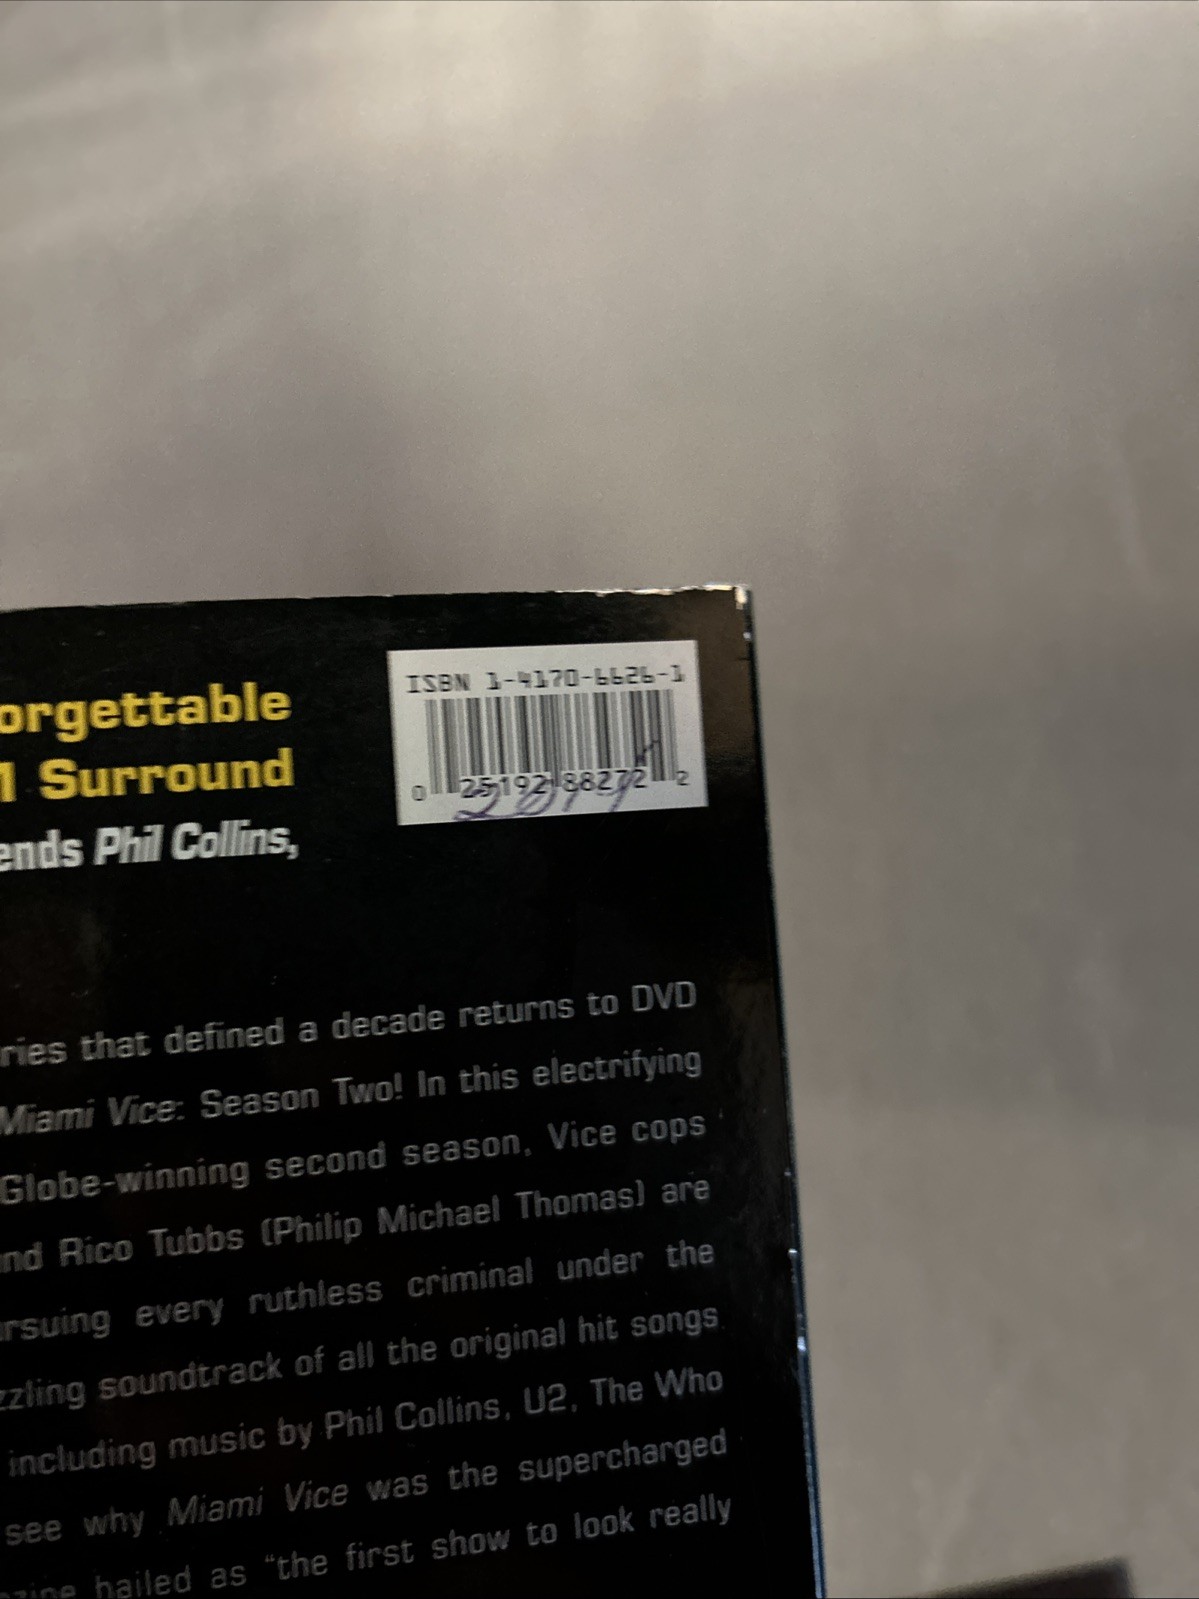 ISBN 1-4170-6626-1
0 25192 88272 2
orgettable
1 Surround
ends Phil Collins,
ries that defined a decade returns to DVD
Miami Vice: Season Two! In this electrifying
Globe-winning second season, Vice cops
nd Rico Tubbs (Philip Michael Thomas) are
rsuing every ruthless criminal under the
zzling soundtrack of all the original hit songs
including music by Phil Collins, U2, The Who
see why Miami Vice was the supercharged
zine hailed as "the first show to look really